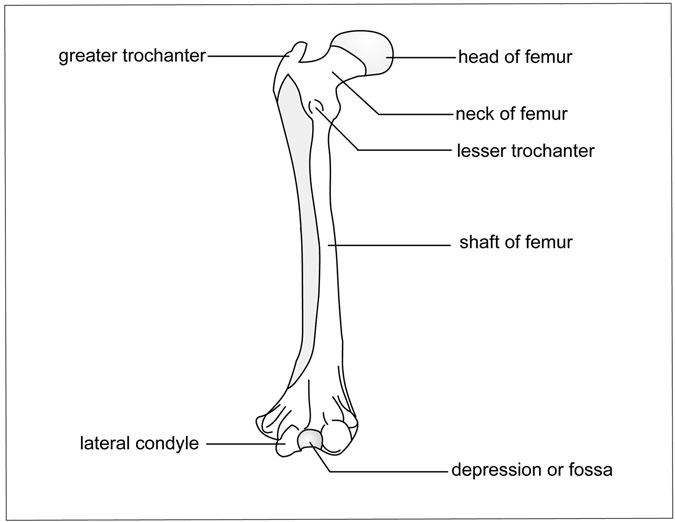 greater trochanter
head of femur
neck of femur
lesser trochanter
shaft of femur
lateral condyle
depression or fossa